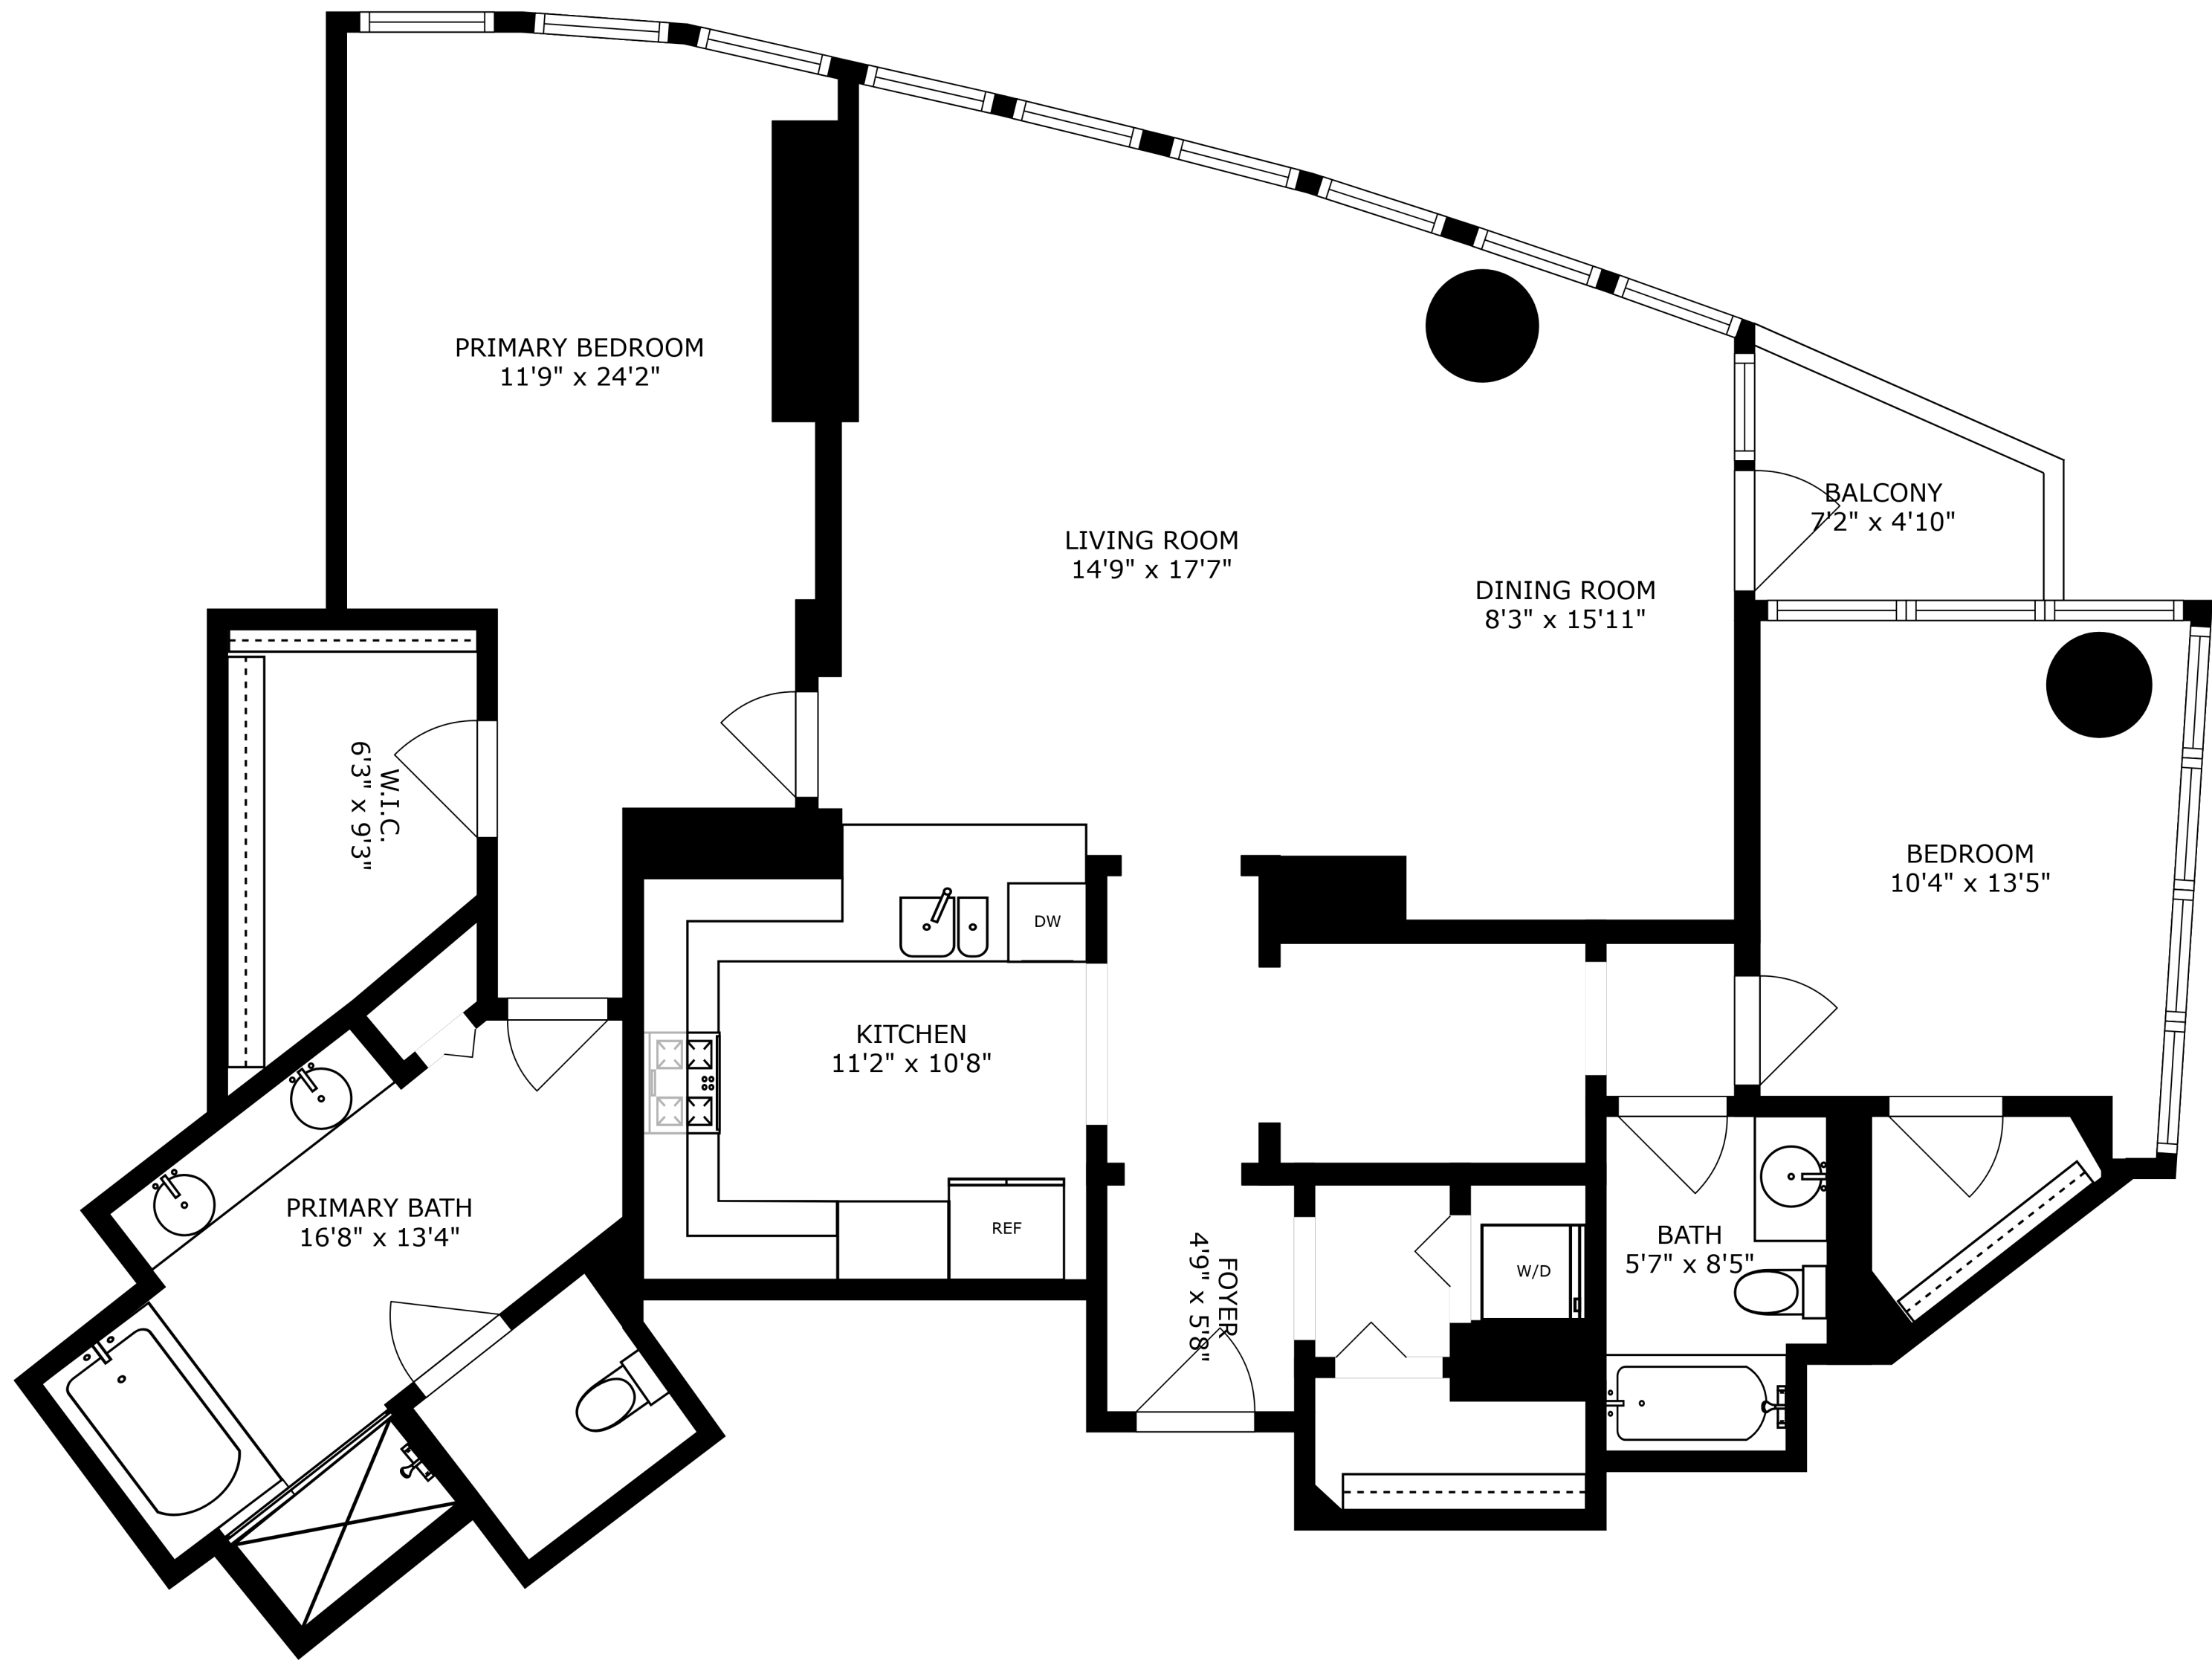 PRIMARY BEDROOM
11'9" x 24'2"
BALCONY
7'2" x 4'10"
LIVING ROOM
14'9" x 17'7"
DINING ROOM
8'3" x 15'11"
W.I.C.
6'3" x 9'3"
BEDROOM
10'4" x 13'5"
DW
KITCHEN
11'2" x 10'8"
PRIMARY BATH
16'8" x 13'4"
REF
FOYER
4'9" x 5'8"
W/D
BATH
5'7" x 8'5"